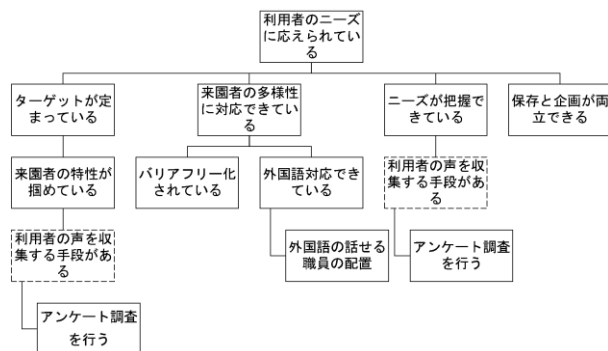 利用者のニーズ
に応えられてい
る
ターゲットが定
まっている
来園者の多様性
に対応できてい
る
ニーズが把握で
きている
保存と企画が両
立できる
来園者の特性が
掴めている
バリアフリー化
されている
外国語対応でき
ている
利用者の声を収
集する手段があ
る
利用者の声を収
集する手段があ
る
外国語の話せる
職員の配置
アンケート調査
を行う
アンケート調査
を行う